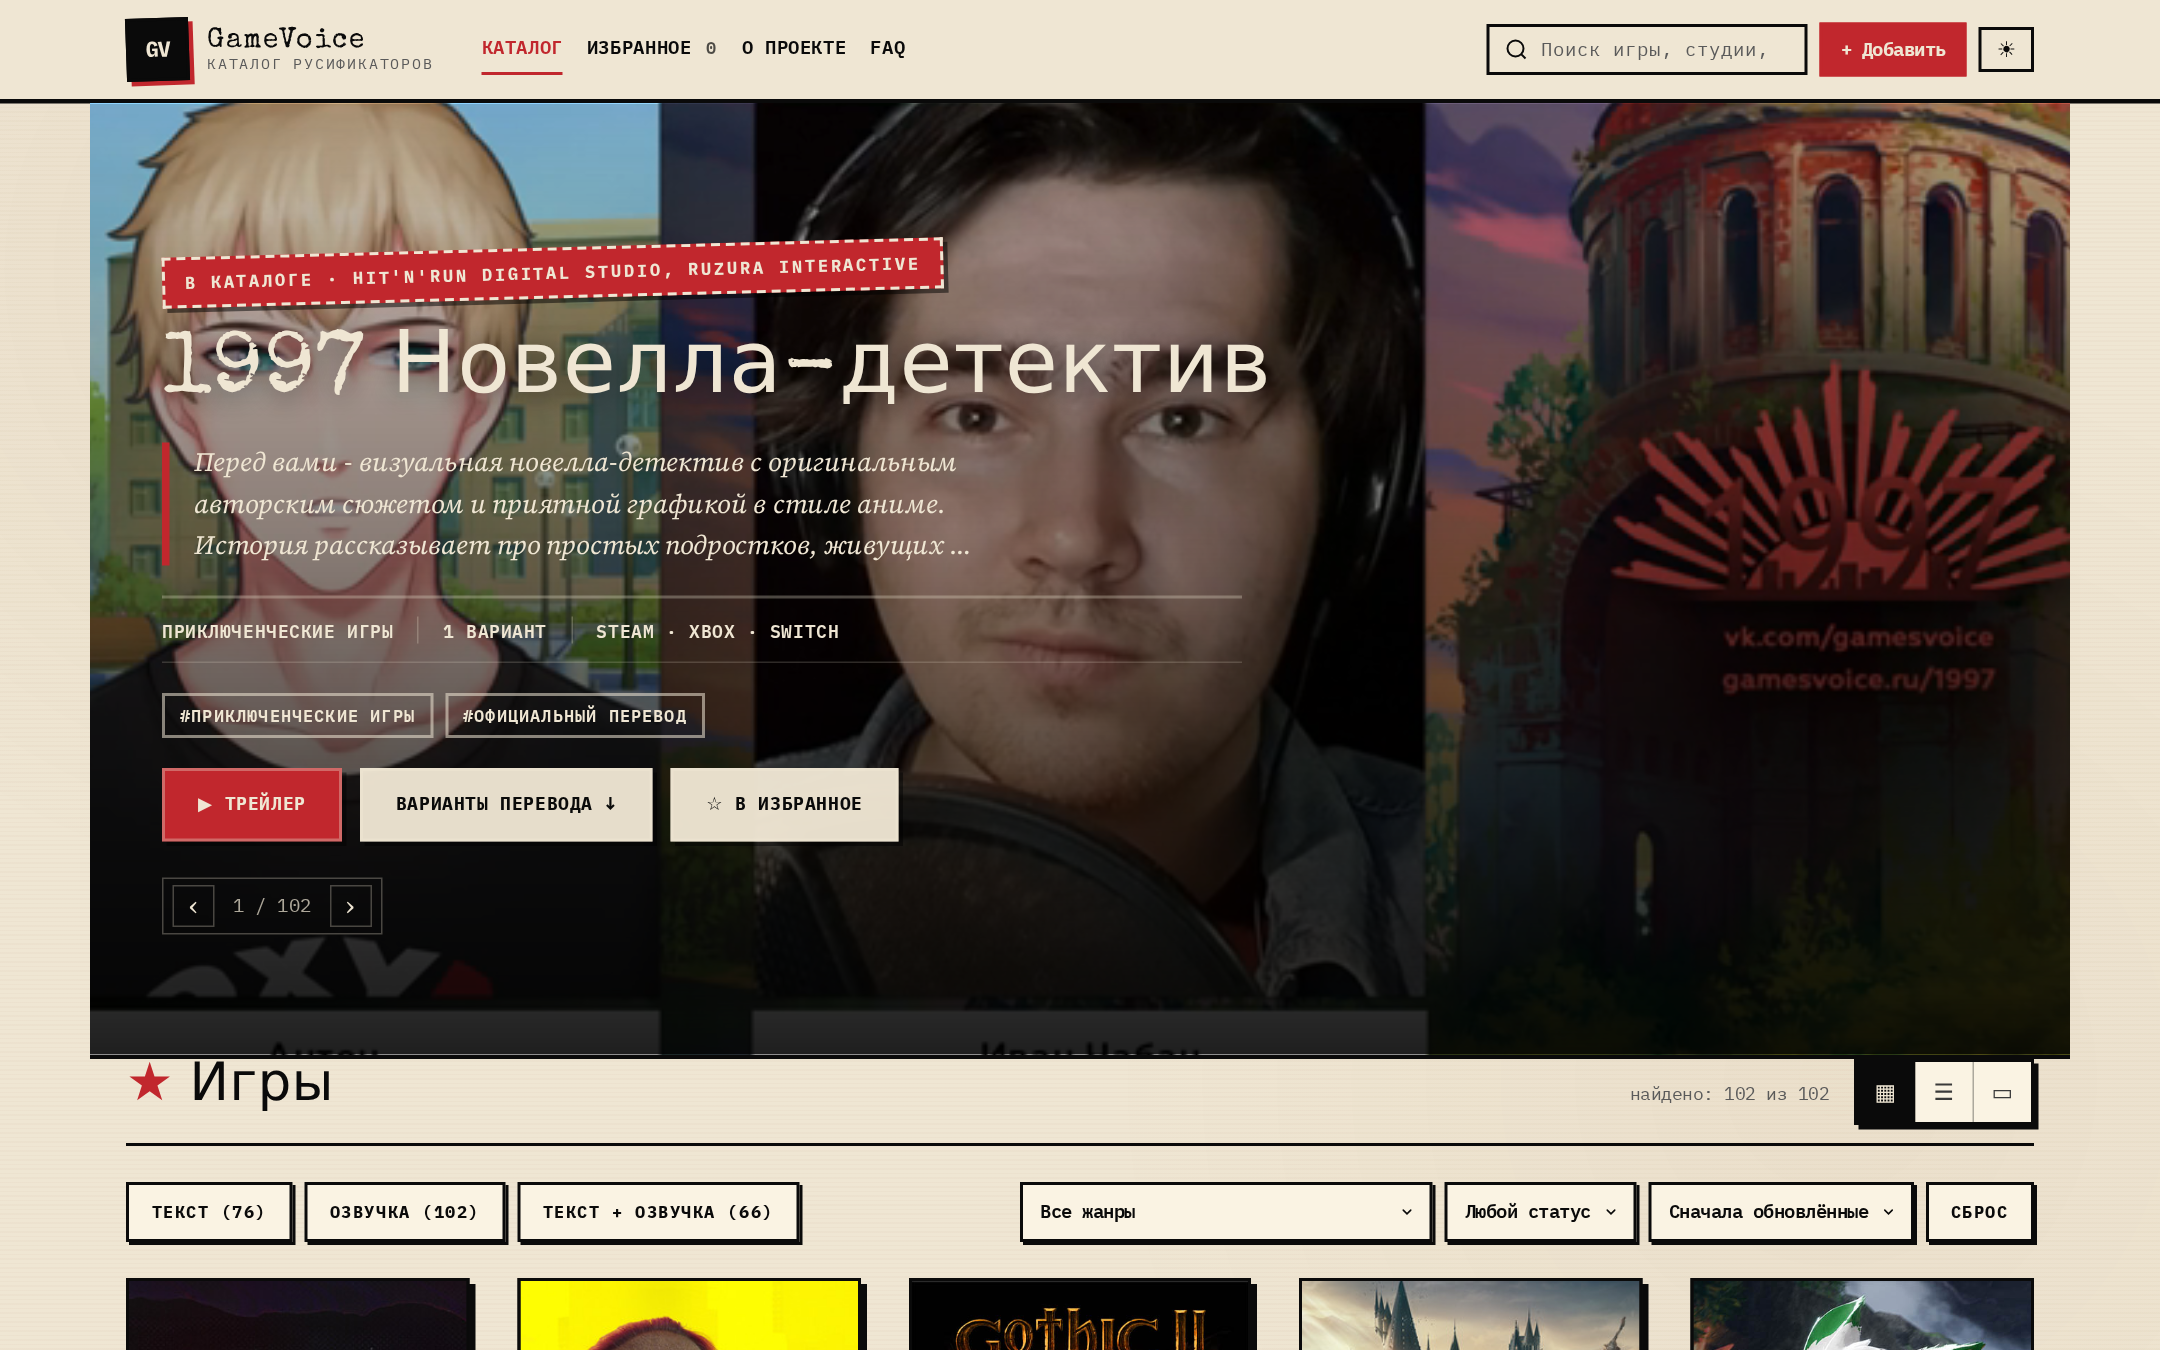 GV
GameVoice
КАТАЛОГ РУСИФИКАТОРОВ
КАТАЛОГ
ИЗБРАННОЕ 0
О ПРОЕКТЕ
FAQ
Поиск игры, студии,
+ Добавить
В КАТАЛОГЕ · HIT'N'RUN DIGITAL STUDIO, RUZURA INTERACTIVE
1997 Новелла-детектив
Перед вами - визуальная новелла-детектив с оригинальным
авторским сюжетом и приятной графикой в стиле аниме.
История рассказывает про простых подростков, живущих ...
ПРИКЛЮЧЕНЧЕСКИЕ ИГРЫ
1 ВАРИАНТ
STEAM · XBOX · SWITCH
#ПРИКЛЮЧЕНЧЕСКИЕ ИГРЫ
#ОФИЦИАЛЬНЫЙ ПЕРЕВОД
▶ ТРЕЙЛЕР
ВАРИАНТЫ ПЕРЕВОДА ↓
☆ В ИЗБРАННОЕ
‹ 1 / 102 ›
1997
vk.com/gamesvoice
gamesvoice.ru/1997
★ Игры
найдено: 102 из 102
ТЕКСТ (76)
ОЗВУЧКА (102)
ТЕКСТ + ОЗВУЧКА (66)
Все жанры
Любой статус
Сначала обновлённые
СБРОС
GOTHIC II